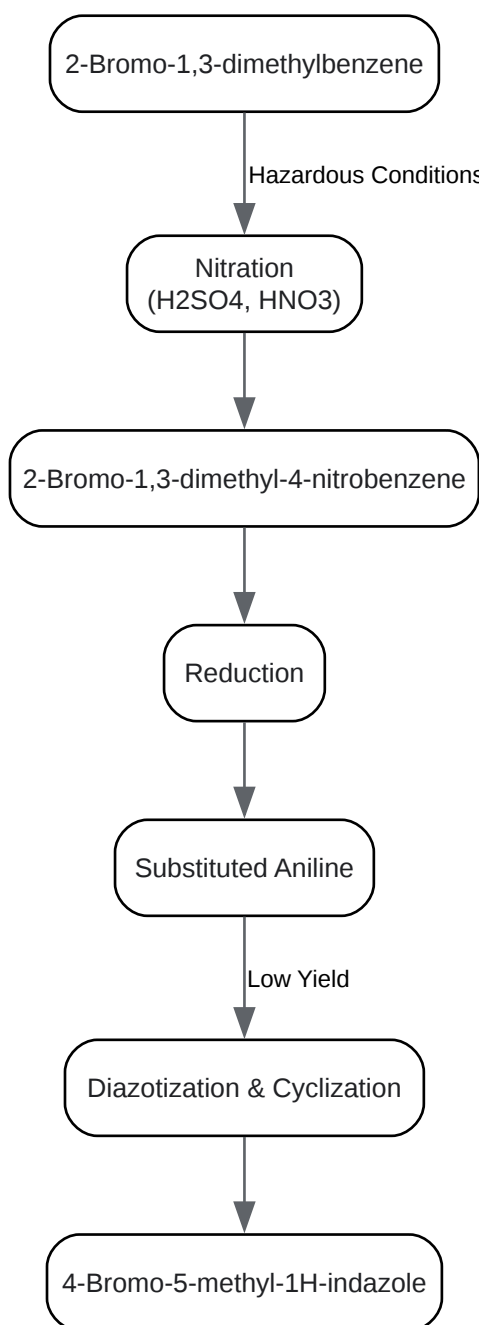 2-Bromo-1,3-dimethylbenzene
Hazardous Conditions
Nitration
(H2SO4, HNO3)
2-Bromo-1,3-dimethyl-4-nitrobenzene
Reduction
Substituted Aniline
Low Yield
Diazotization & Cyclization
4-Bromo-5-methyl-1H-indazole